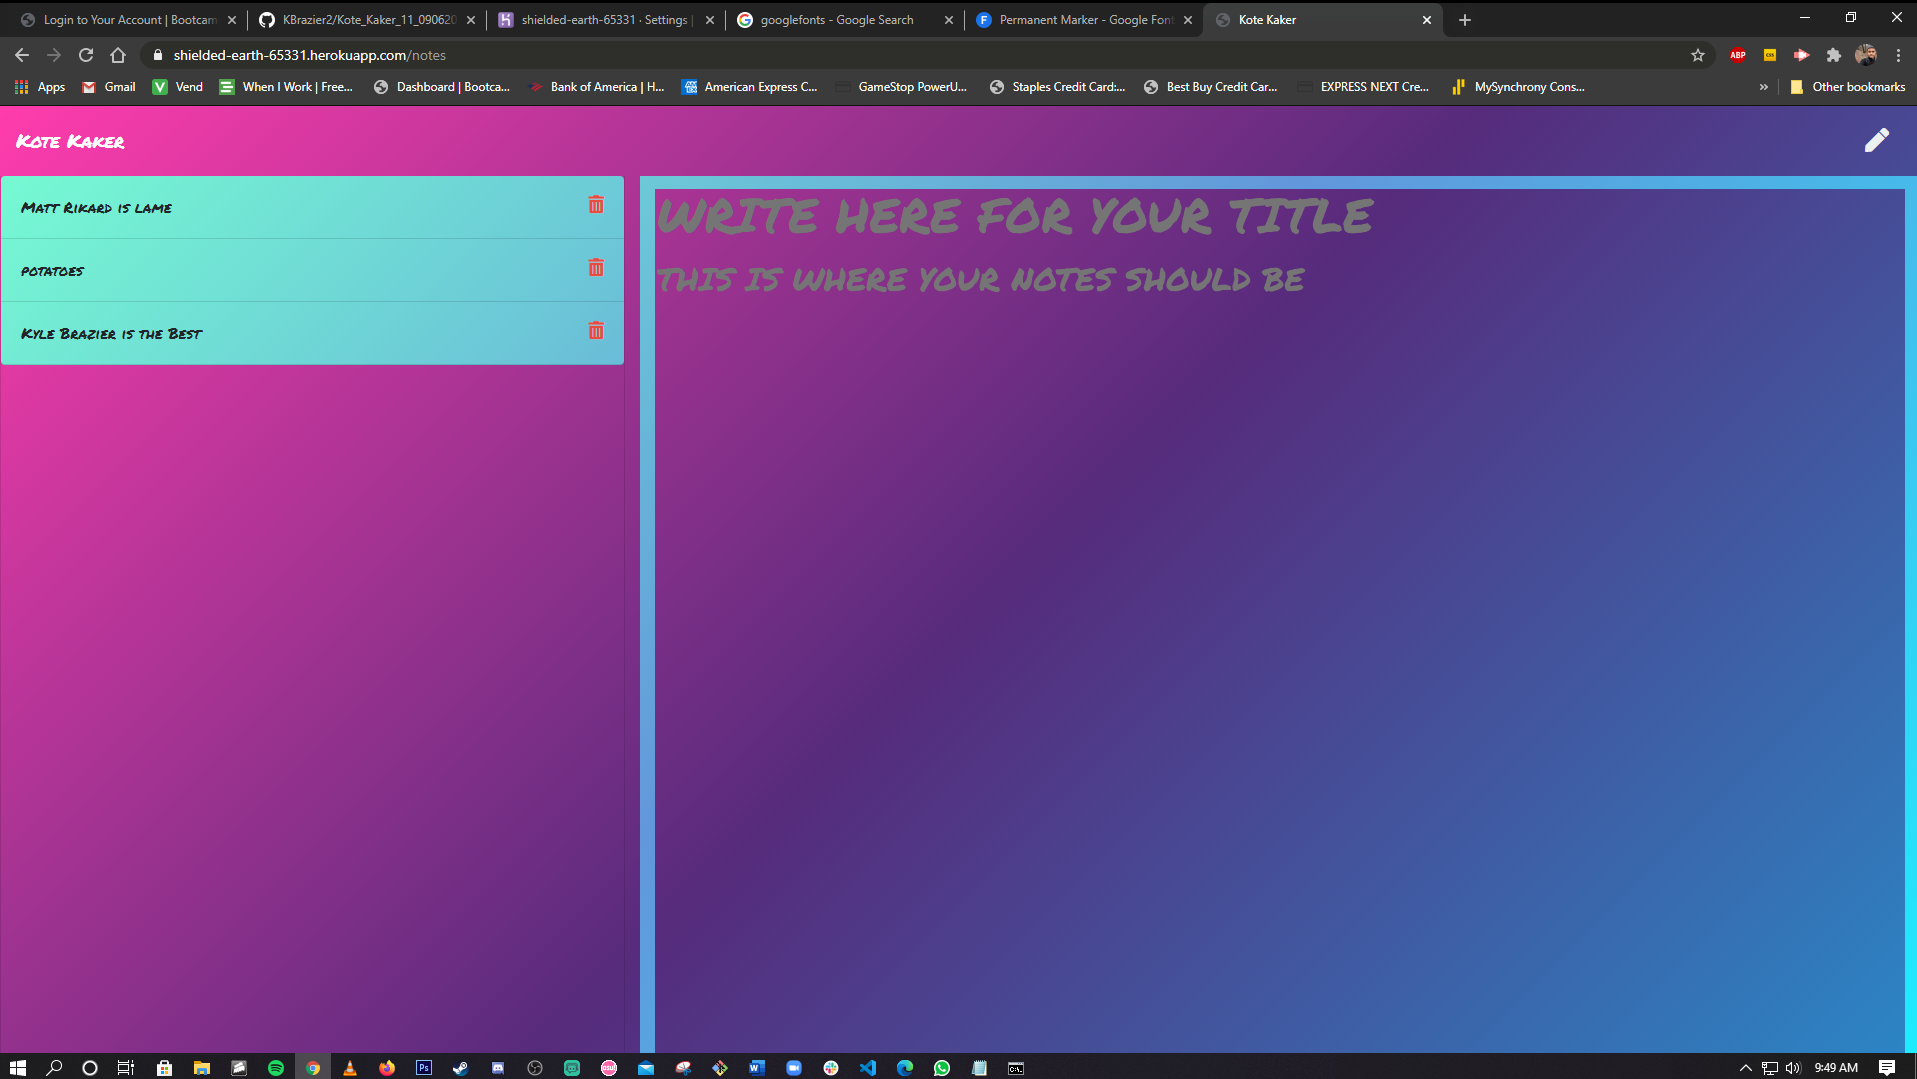 Login to Your Account | Bootcam
KBrazier2/Kote_Kaker_11_090620
shielded-earth-65331 · Settings |
googlefonts - Google Search
Permanent Marker - Google Font
Kote Kaker
shielded-earth-65331.herokuapp.com/notes
ABP
CSS
Apps
Gmail
Vend
When I Work | Free...
Dashboard | Bootca...
Bank of America | H...
American Express C...
GameStop PowerU...
Staples Credit Card:...
Best Buy Credit Car...
EXPRESS NEXT Cre...
MySynchrony Cons...
»
Other bookmarks
Kote Kaker
Matt Rikard is lame
potatoes
Kyle Brazier is the Best
WRITE HERE FOR YOUR TITLE
THIS IS WHERE YOUR NOTES SHOULD BE
Ps
osu!
W
9:49 AM